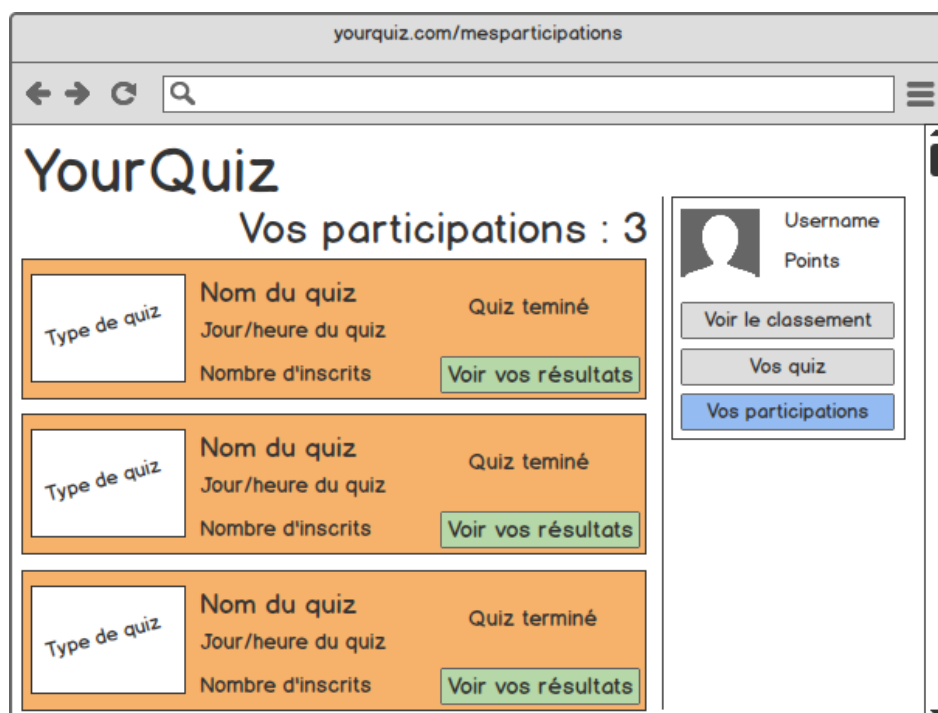 yourquiz.com/mesparticipations
YourQuiz
Vos participations : 3
Type de quiz
Nom du quiz
Jour/heure du quiz
Nombre d'inscrits
Quiz teminé
Voir vos résultats
Type de quiz
Nom du quiz
Jour/heure du quiz
Nombre d'inscrits
Quiz teminé
Voir vos résultats
Type de quiz
Nom du quiz
Jour/heure du quiz
Nombre d'inscrits
Quiz terminé
Voir vos résultats
Username
Points
Voir le classement
Vos quiz
Vos participations